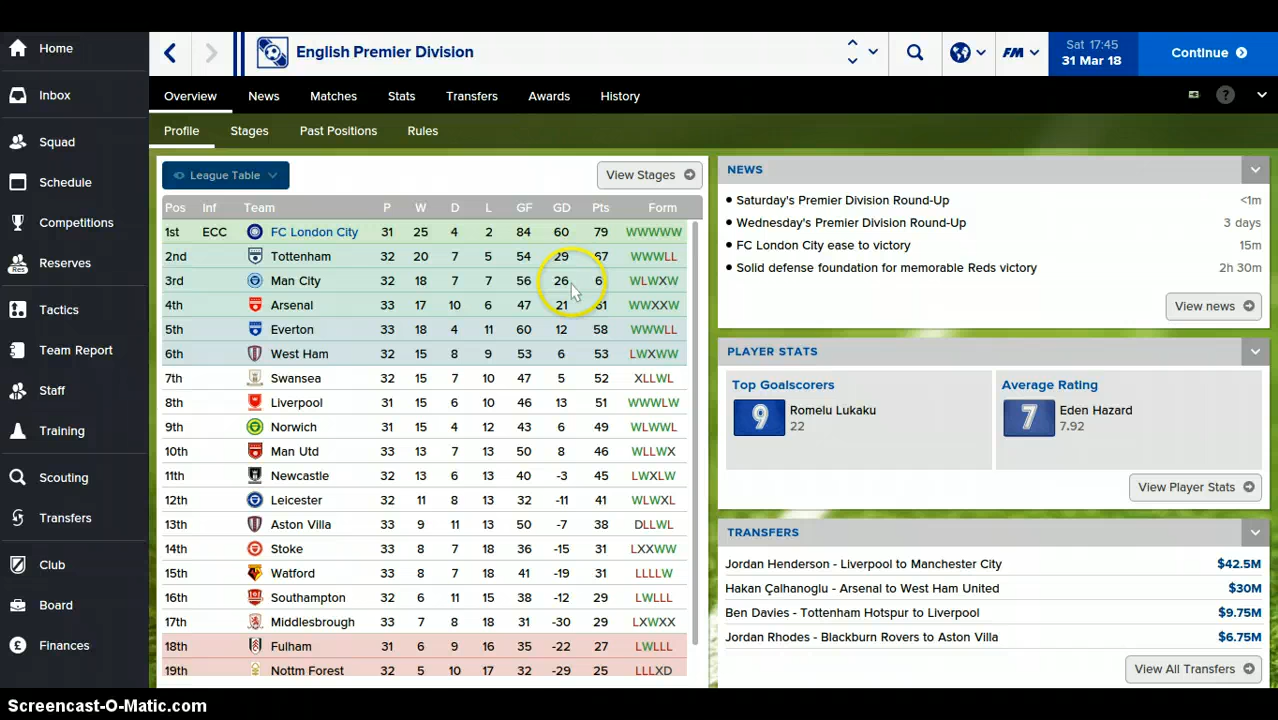 Home
Inbox
Squad
Schedule
Competitions
Res
Reserves
Tactics
Team Report
Staff
Training
Scouting
Transfers
Club
Board
£ Finances
English Premier Division
FM
Sat 17:45
31 Mar 18
Continue
Overview News Matches Stats Transfers Awards History
?
Profile Stages Past Positions Rules
League Table
View Stages
Pos Inf Team P W D L GF GD Pts Form
1st ECC FC London City 31 25 4 2 84 60 79 WWWWW
2nd Tottenham 32 20 7 5 54 29 67 WWWLL
3rd Man City 32 18 7 7 56 26 WLWXW
4th Arsenal 33 17 10 6 47 21 61 WWXXW
5th Everton 33 18 4 11 60 12 58 WWWLL
6th West Ham 32 15 8 9 53 6 53 LWXWW
7th Swansea 32 15 7 10 47 5 52 XLLWL
8th Liverpool 31 15 6 10 46 13 51 WWWLW
9th Norwich 31 15 4 12 43 6 49 WLWWL
10th Man Utd 33 13 7 13 50 8 46 WLLWX
11th Newcastle 32 13 6 13 40 -3 45 LWXLW
12th Leicester 32 11 8 13 32 -11 41 WLWXL
13th Aston Villa 33 9 11 13 50 -7 38 DLLWL
14th Stoke 33 8 7 18 36 -15 31 LXXWW
15th Watford 33 8 7 18 41 -19 31 LLLLW
16th Southampton 32 6 11 15 38 -12 29 LWLLL
17th Middlesbrough 33 7 8 18 31 -30 29 LXWXX
18th Fulham 31 6 9 16 35 -22 27 LWLLL
19th Nottm Forest 32 5 10 17 32 -29 25 LLLXD
NEWS
Saturday's Premier Division Round-Up <1m
Wednesday's Premier Division Round-Up 3 days
FC London City ease to victory 15m
Solid defense foundation for memorable Reds victory 2h 30m
View news
PLAYER STATS
Top Goalscorers
9 Romelu Lukaku
22
Average Rating
7 Eden Hazard
7.92
View Player Stats
TRANSFERS
Jordan Henderson - Liverpool to Manchester City $42.5M
Hakan Çalhanoglu - Arsenal to West Ham United $30M
Ben Davies - Tottenham Hotspur to Liverpool $9.75M
Jordan Rhodes - Blackburn Rovers to Aston Villa $6.75M
View All Transfers
Screencast-O-Matic.com